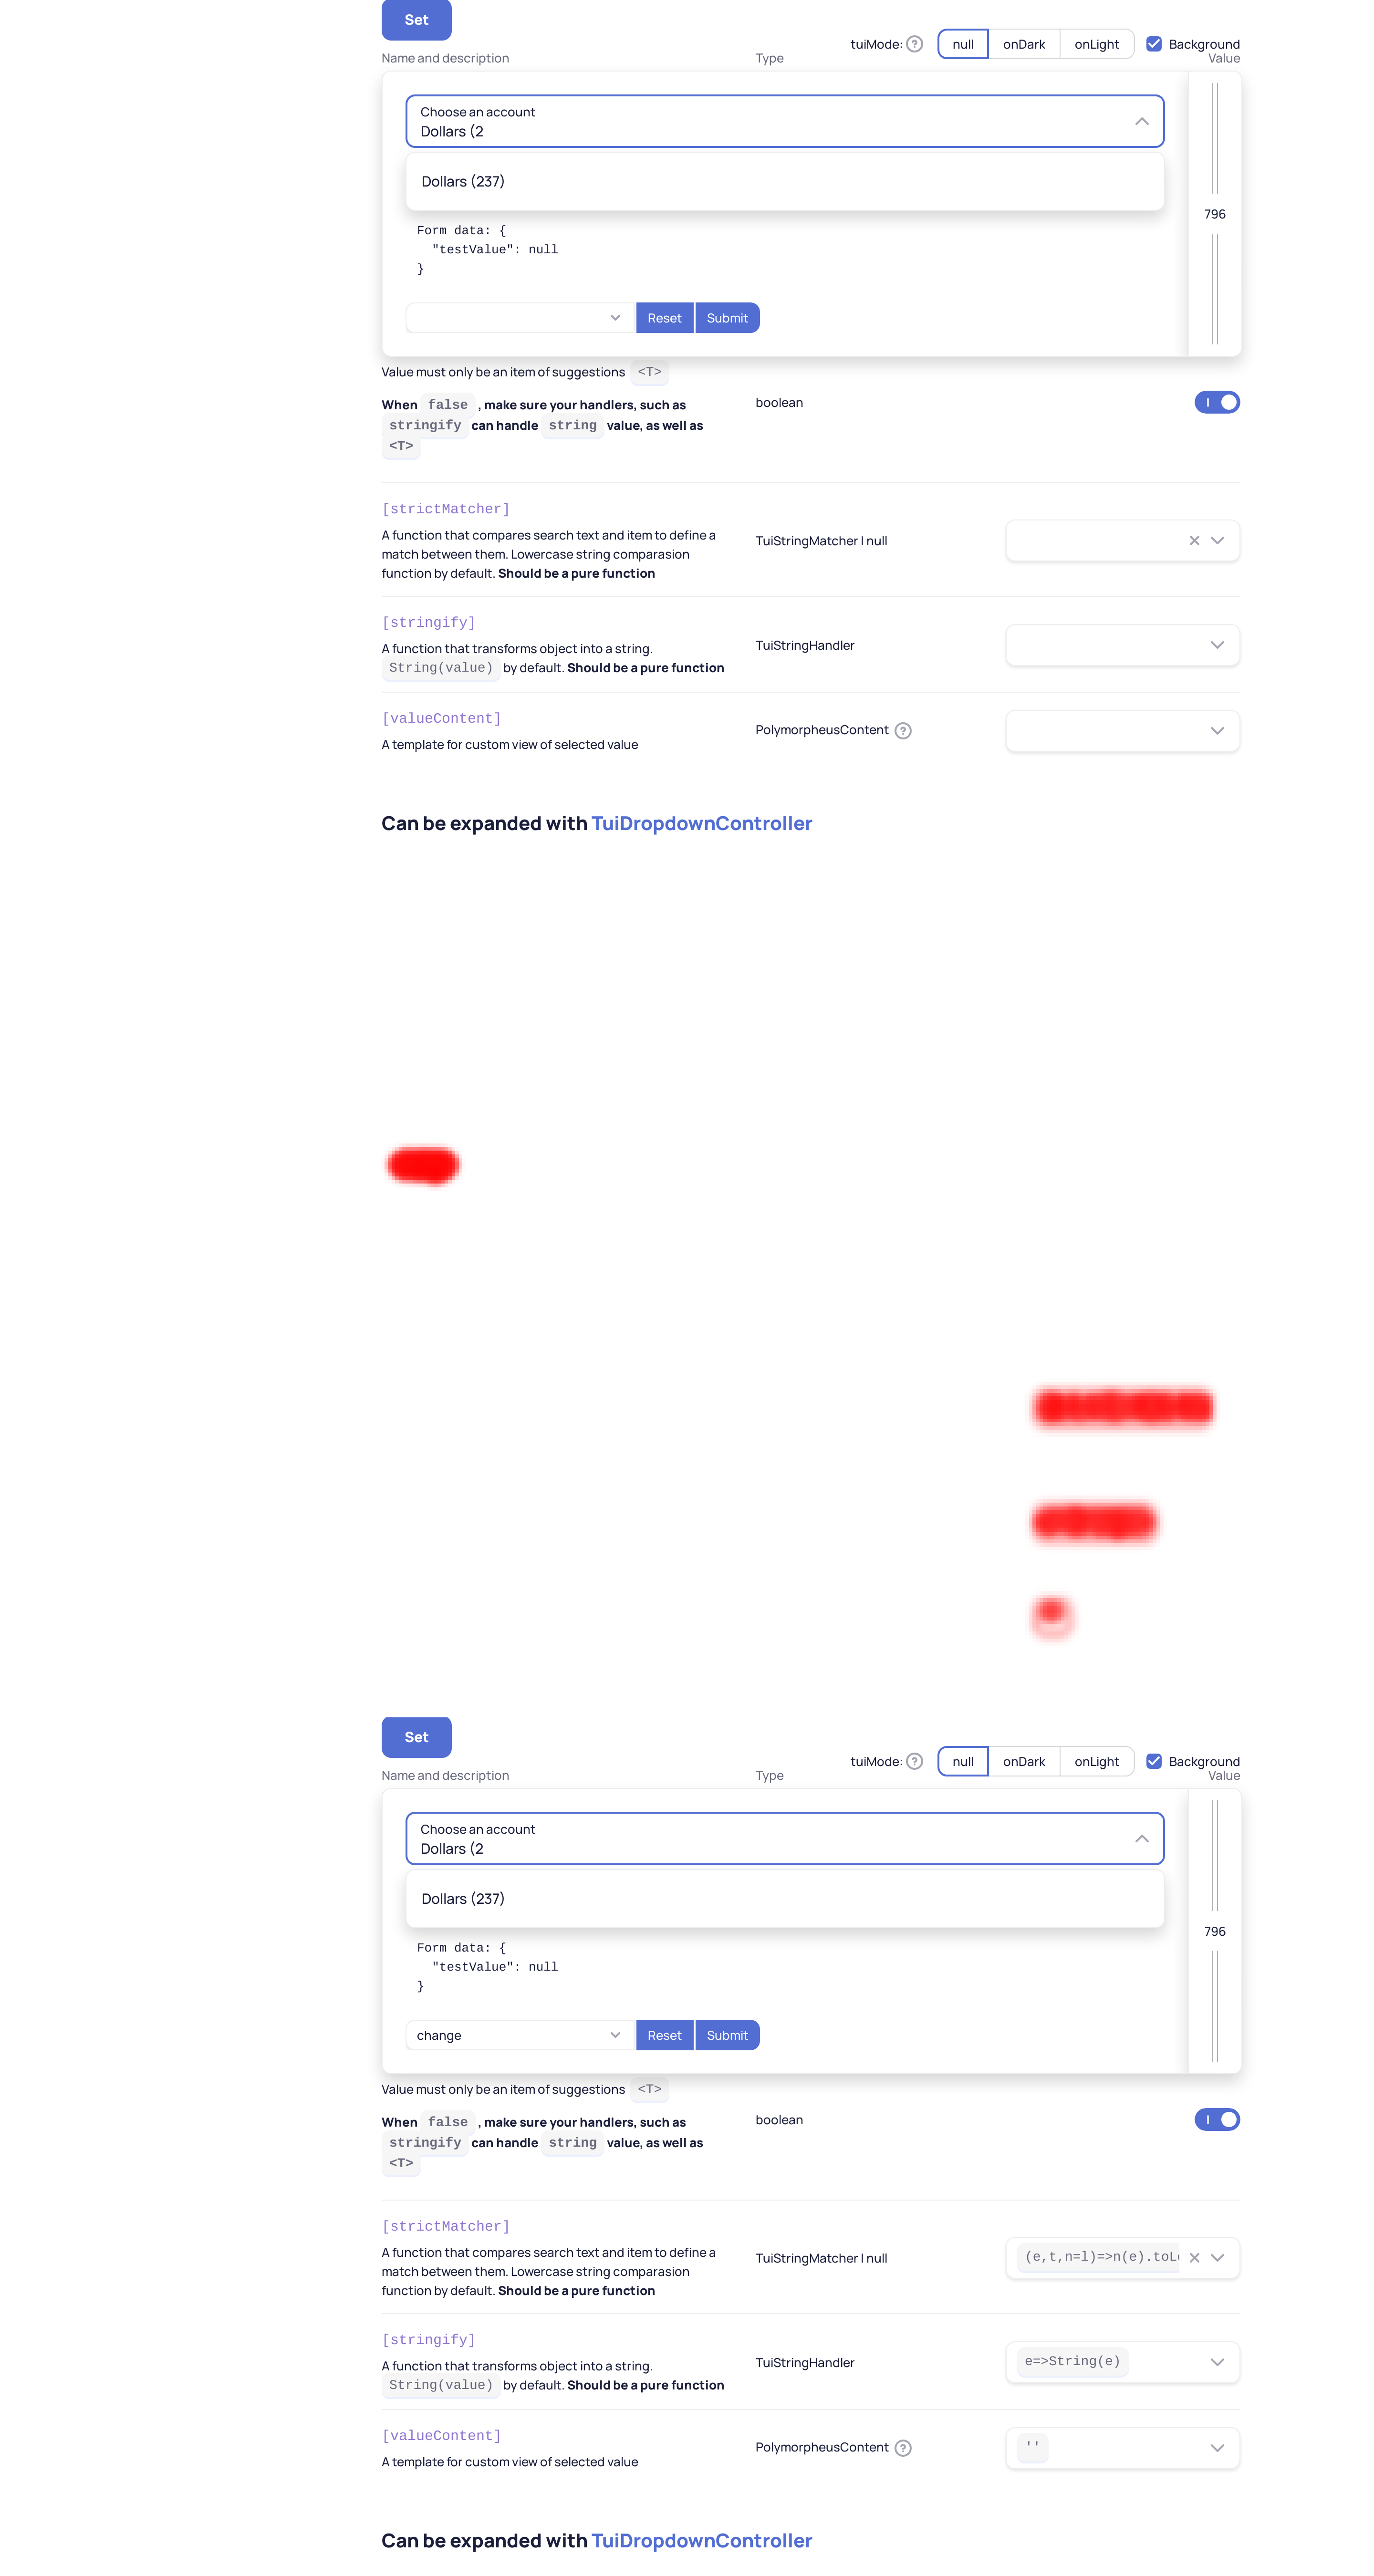 Set
tuiMode: ? null onDark onLight Background
Name and description Type Value
Choose an account
Dollars (2
Dollars (237)
796
Form data: {
"testValue": null
}
Reset Submit
Value must only be an item of suggestions <T>
When false , make sure your handlers, such as
stringify can handle string value, as well as
<T>
boolean
[strictMatcher]
A function that compares search text and item to define a
match between them. Lowercase string comparasion
function by default. Should be a pure function
TuiStringMatcher | null
[stringify]
A function that transforms object into a string.
String(value) by default. Should be a pure function
TuiStringHandler
[valueContent]
A template for custom view of selected value
PolymorpheusContent ?
Can be expanded with TuiDropdownController
Set
tuiMode: ? null onDark onLight Background
Name and description Type Value
Choose an account
Dollars (2
Dollars (237)
796
Form data: {
"testValue": null
}
change Reset Submit
Value must only be an item of suggestions <T>
When false , make sure your handlers, such as
stringify can handle string value, as well as
<T>
boolean
[strictMatcher]
A function that compares search text and item to define a
match between them. Lowercase string comparasion
function by default. Should be a pure function
TuiStringMatcher | null
(e,t,n=l)=>n(e).toL
[stringify]
A function that transforms object into a string.
String(value) by default. Should be a pure function
TuiStringHandler
e=>String(e)
[valueContent]
A template for custom view of selected value
PolymorpheusContent ?
''
Can be expanded with TuiDropdownController